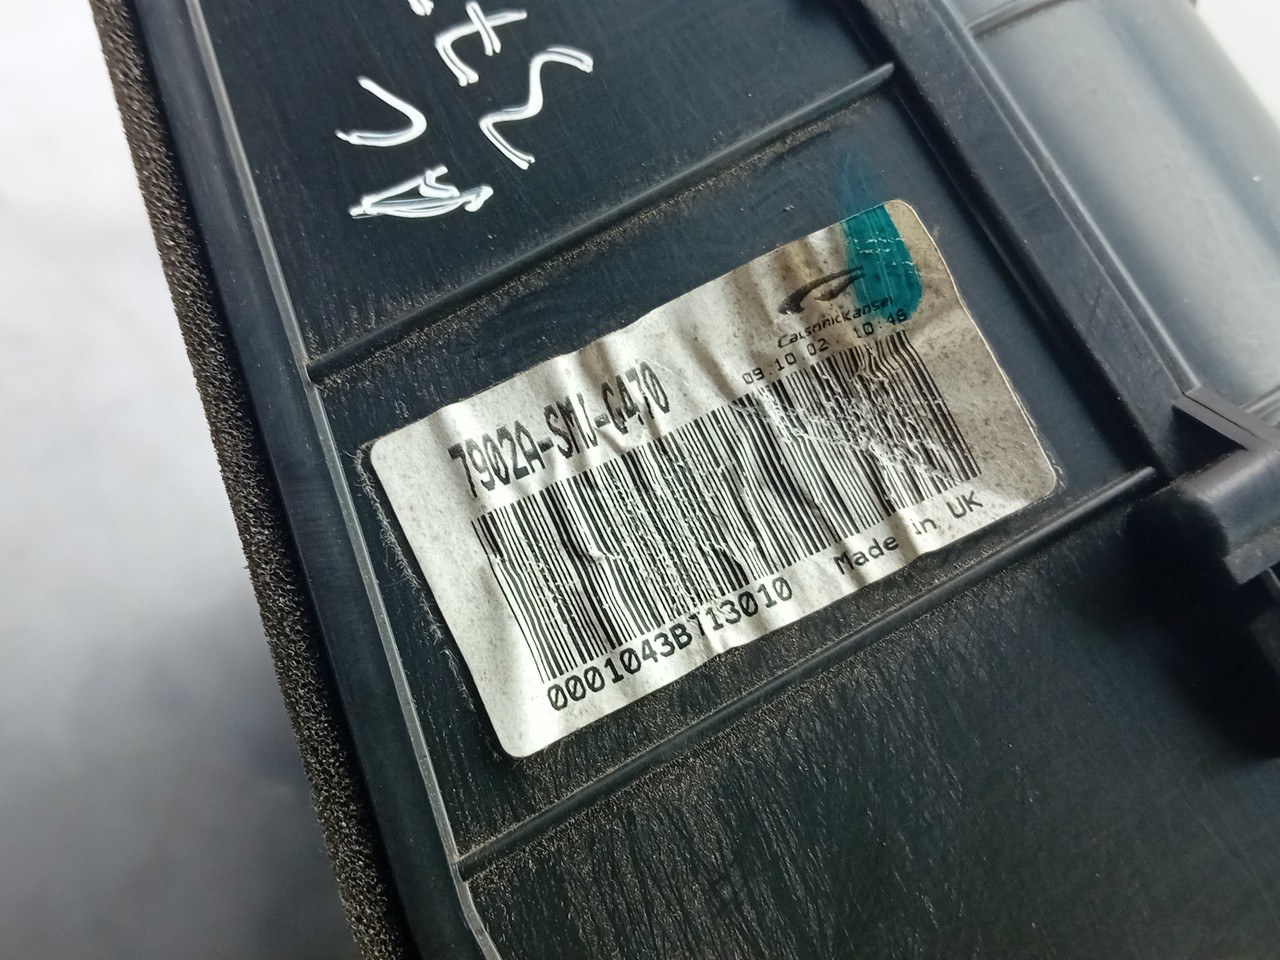 CalsonicKansei
09.10.02 10:48
7902A-SMJ-G470
0001043B713010
Made in UK